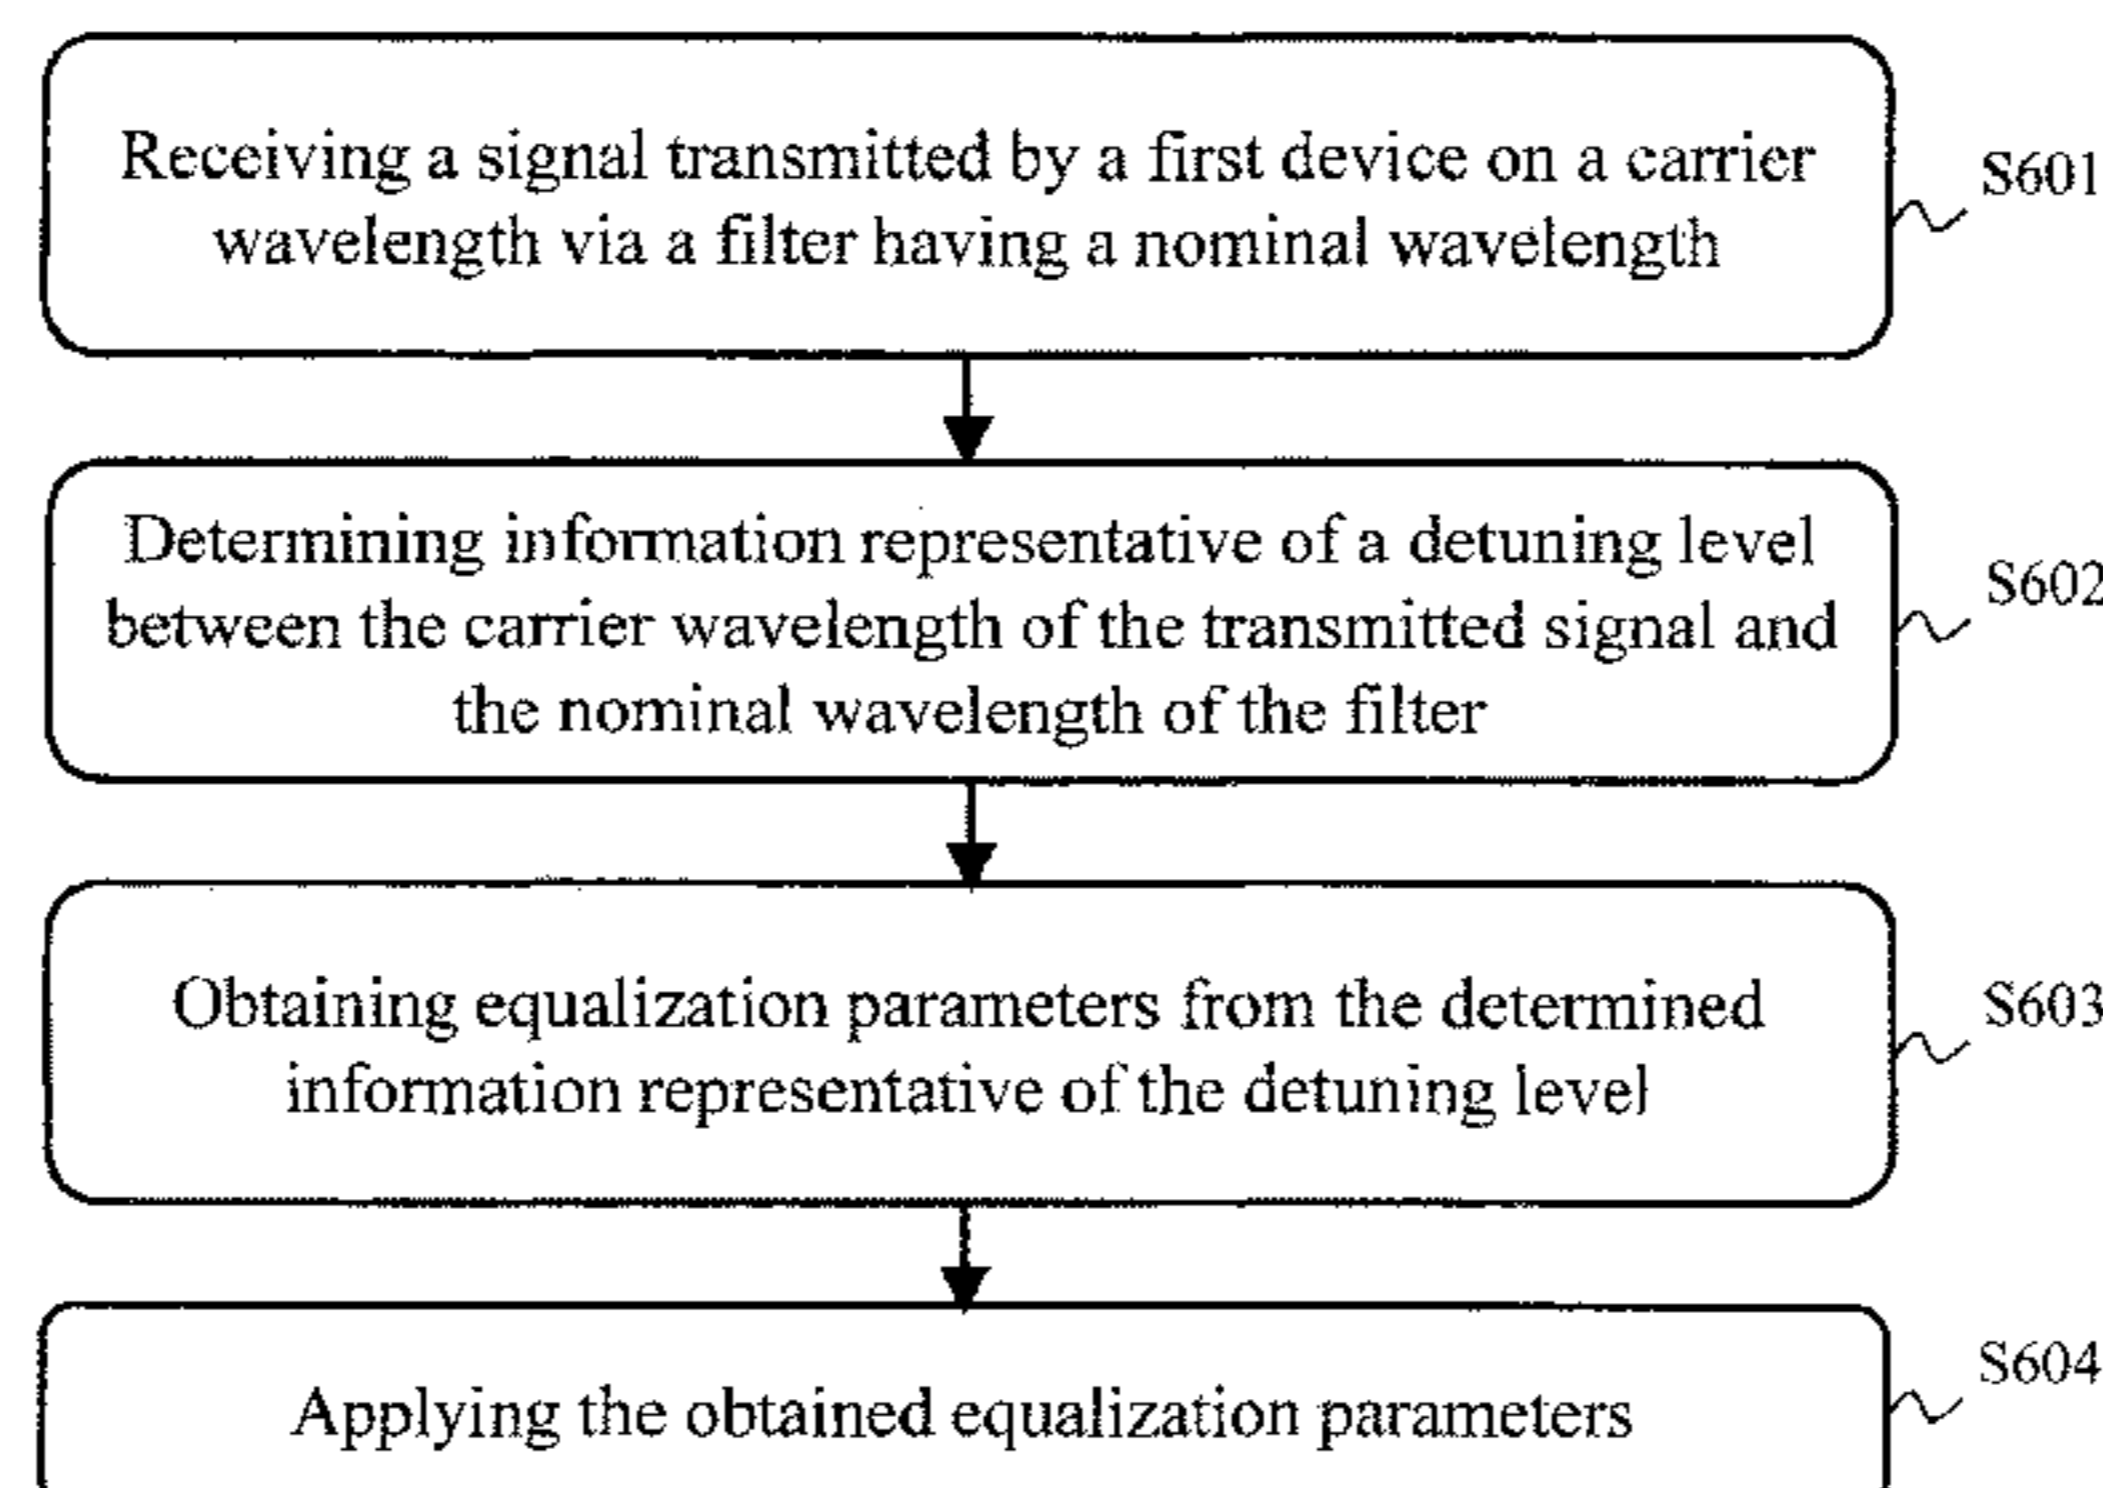 Receiving a signal transmitted by a first device on a carrier
wavelength via a filter having a nominal wavelength
S601
Determining information representative of a detuning level
between the carrier wavelength of the transmitted signal and
the nominal wavelength of the filter
S602
Obtaining equalization parameters from the determined
information representative of the detuning level
S603
Applying the obtained equalization parameters
S604